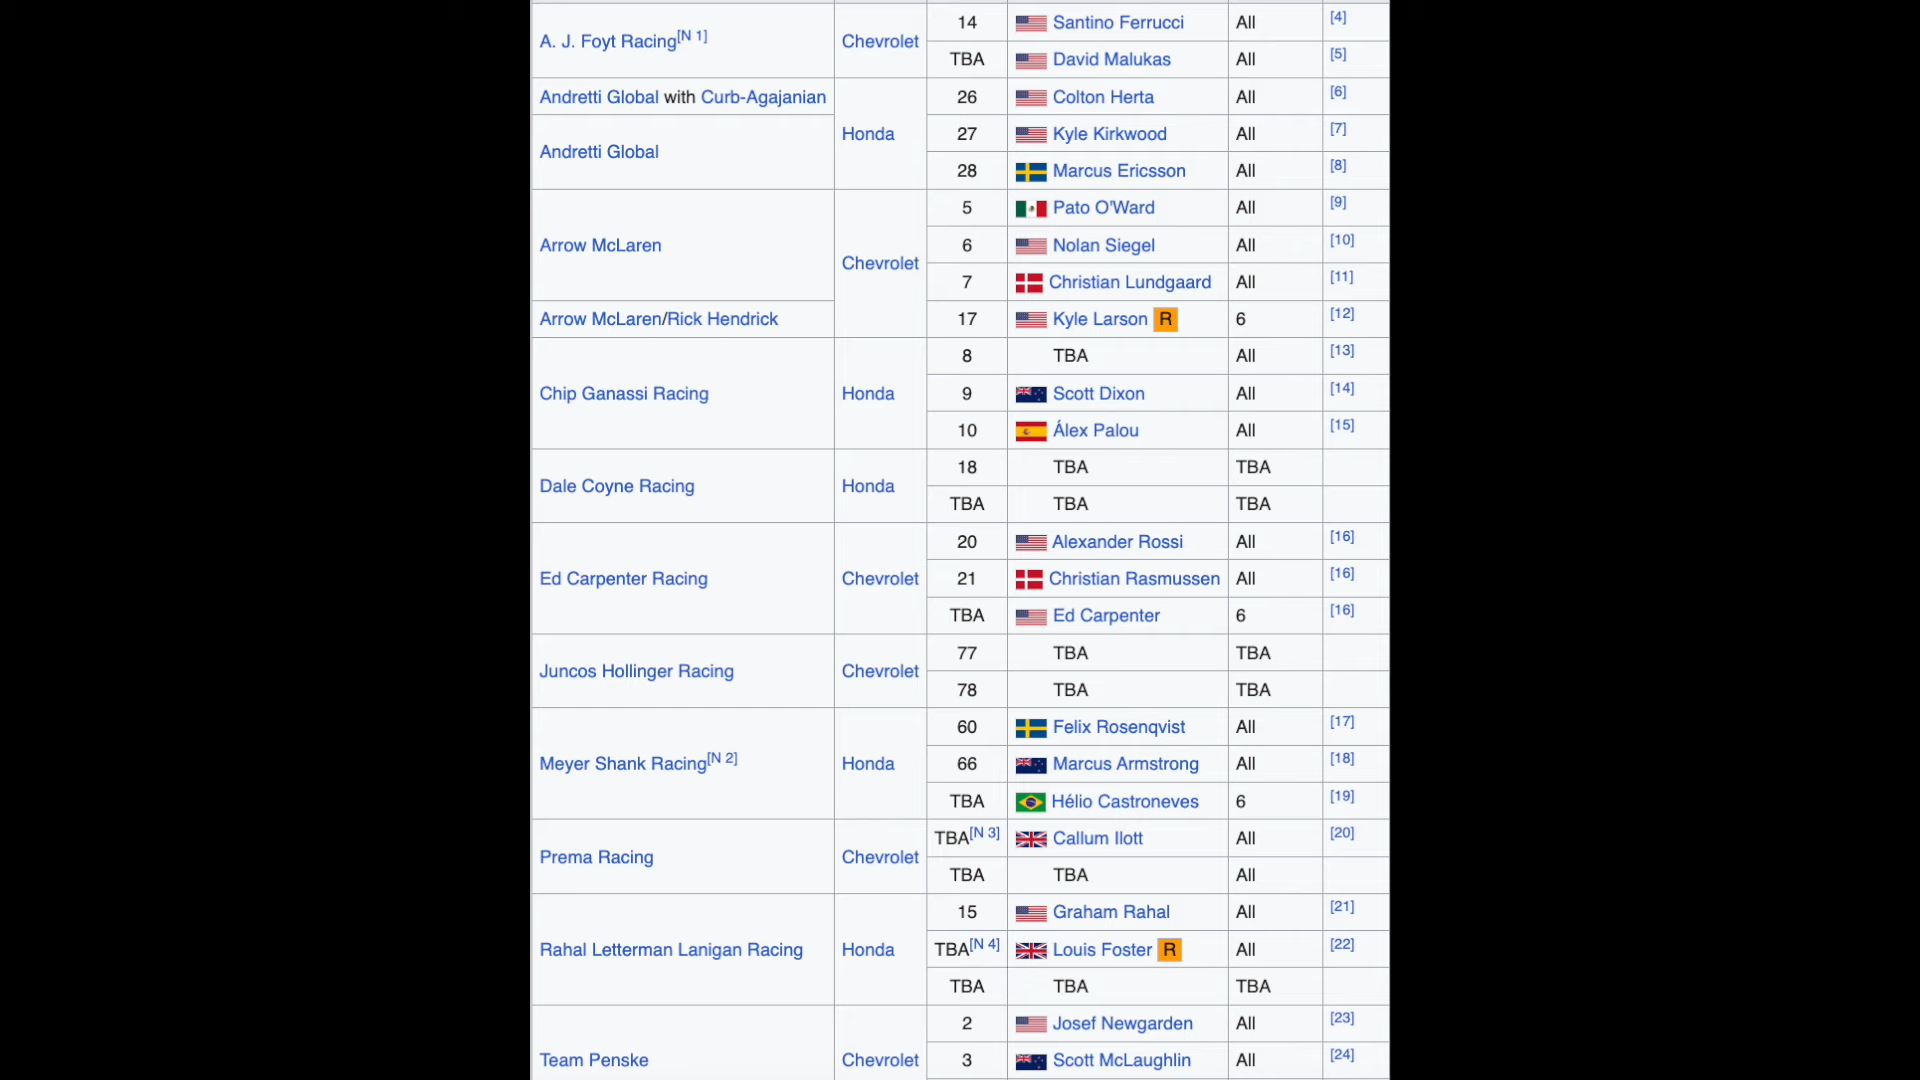 A. J. Foyt Racing[N 1] Chevrolet 14 Santino Ferrucci All [4]
TBA David Malukas All [5]
Andretti Global with Curb-Agajanian Honda 26 Colton Herta All [6]
Andretti Global 27 Kyle Kirkwood All [7]
28 Marcus Ericsson All [8]
Arrow McLaren Chevrolet 5 Pato O'Ward All [9]
6 Nolan Siegel All [10]
7 Christian Lundgaard All [11]
Arrow McLaren/Rick Hendrick 17 Kyle Larson R 6 [12]
Chip Ganassi Racing Honda 8 TBA All [13]
9 Scott Dixon All [14]
10 Álex Palou All [15]
Dale Coyne Racing Honda 18 TBA TBA
TBA TBA TBA
Ed Carpenter Racing Chevrolet 20 Alexander Rossi All [16]
21 Christian Rasmussen All [16]
TBA Ed Carpenter 6 [16]
Juncos Hollinger Racing Chevrolet 77 TBA TBA
78 TBA TBA
Meyer Shank Racing[N 2] Honda 60 Felix Rosenqvist All [17]
66 Marcus Armstrong All [18]
TBA Hélio Castroneves 6 [19]
Prema Racing Chevrolet TBA[N 3] Callum Ilott All [20]
TBA TBA All
Rahal Letterman Lanigan Racing Honda 15 Graham Rahal All [21]
TBA[N 4] Louis Foster R All [22]
TBA TBA TBA
Team Penske Chevrolet 2 Josef Newgarden All [23]
3 Scott McLaughlin All [24]